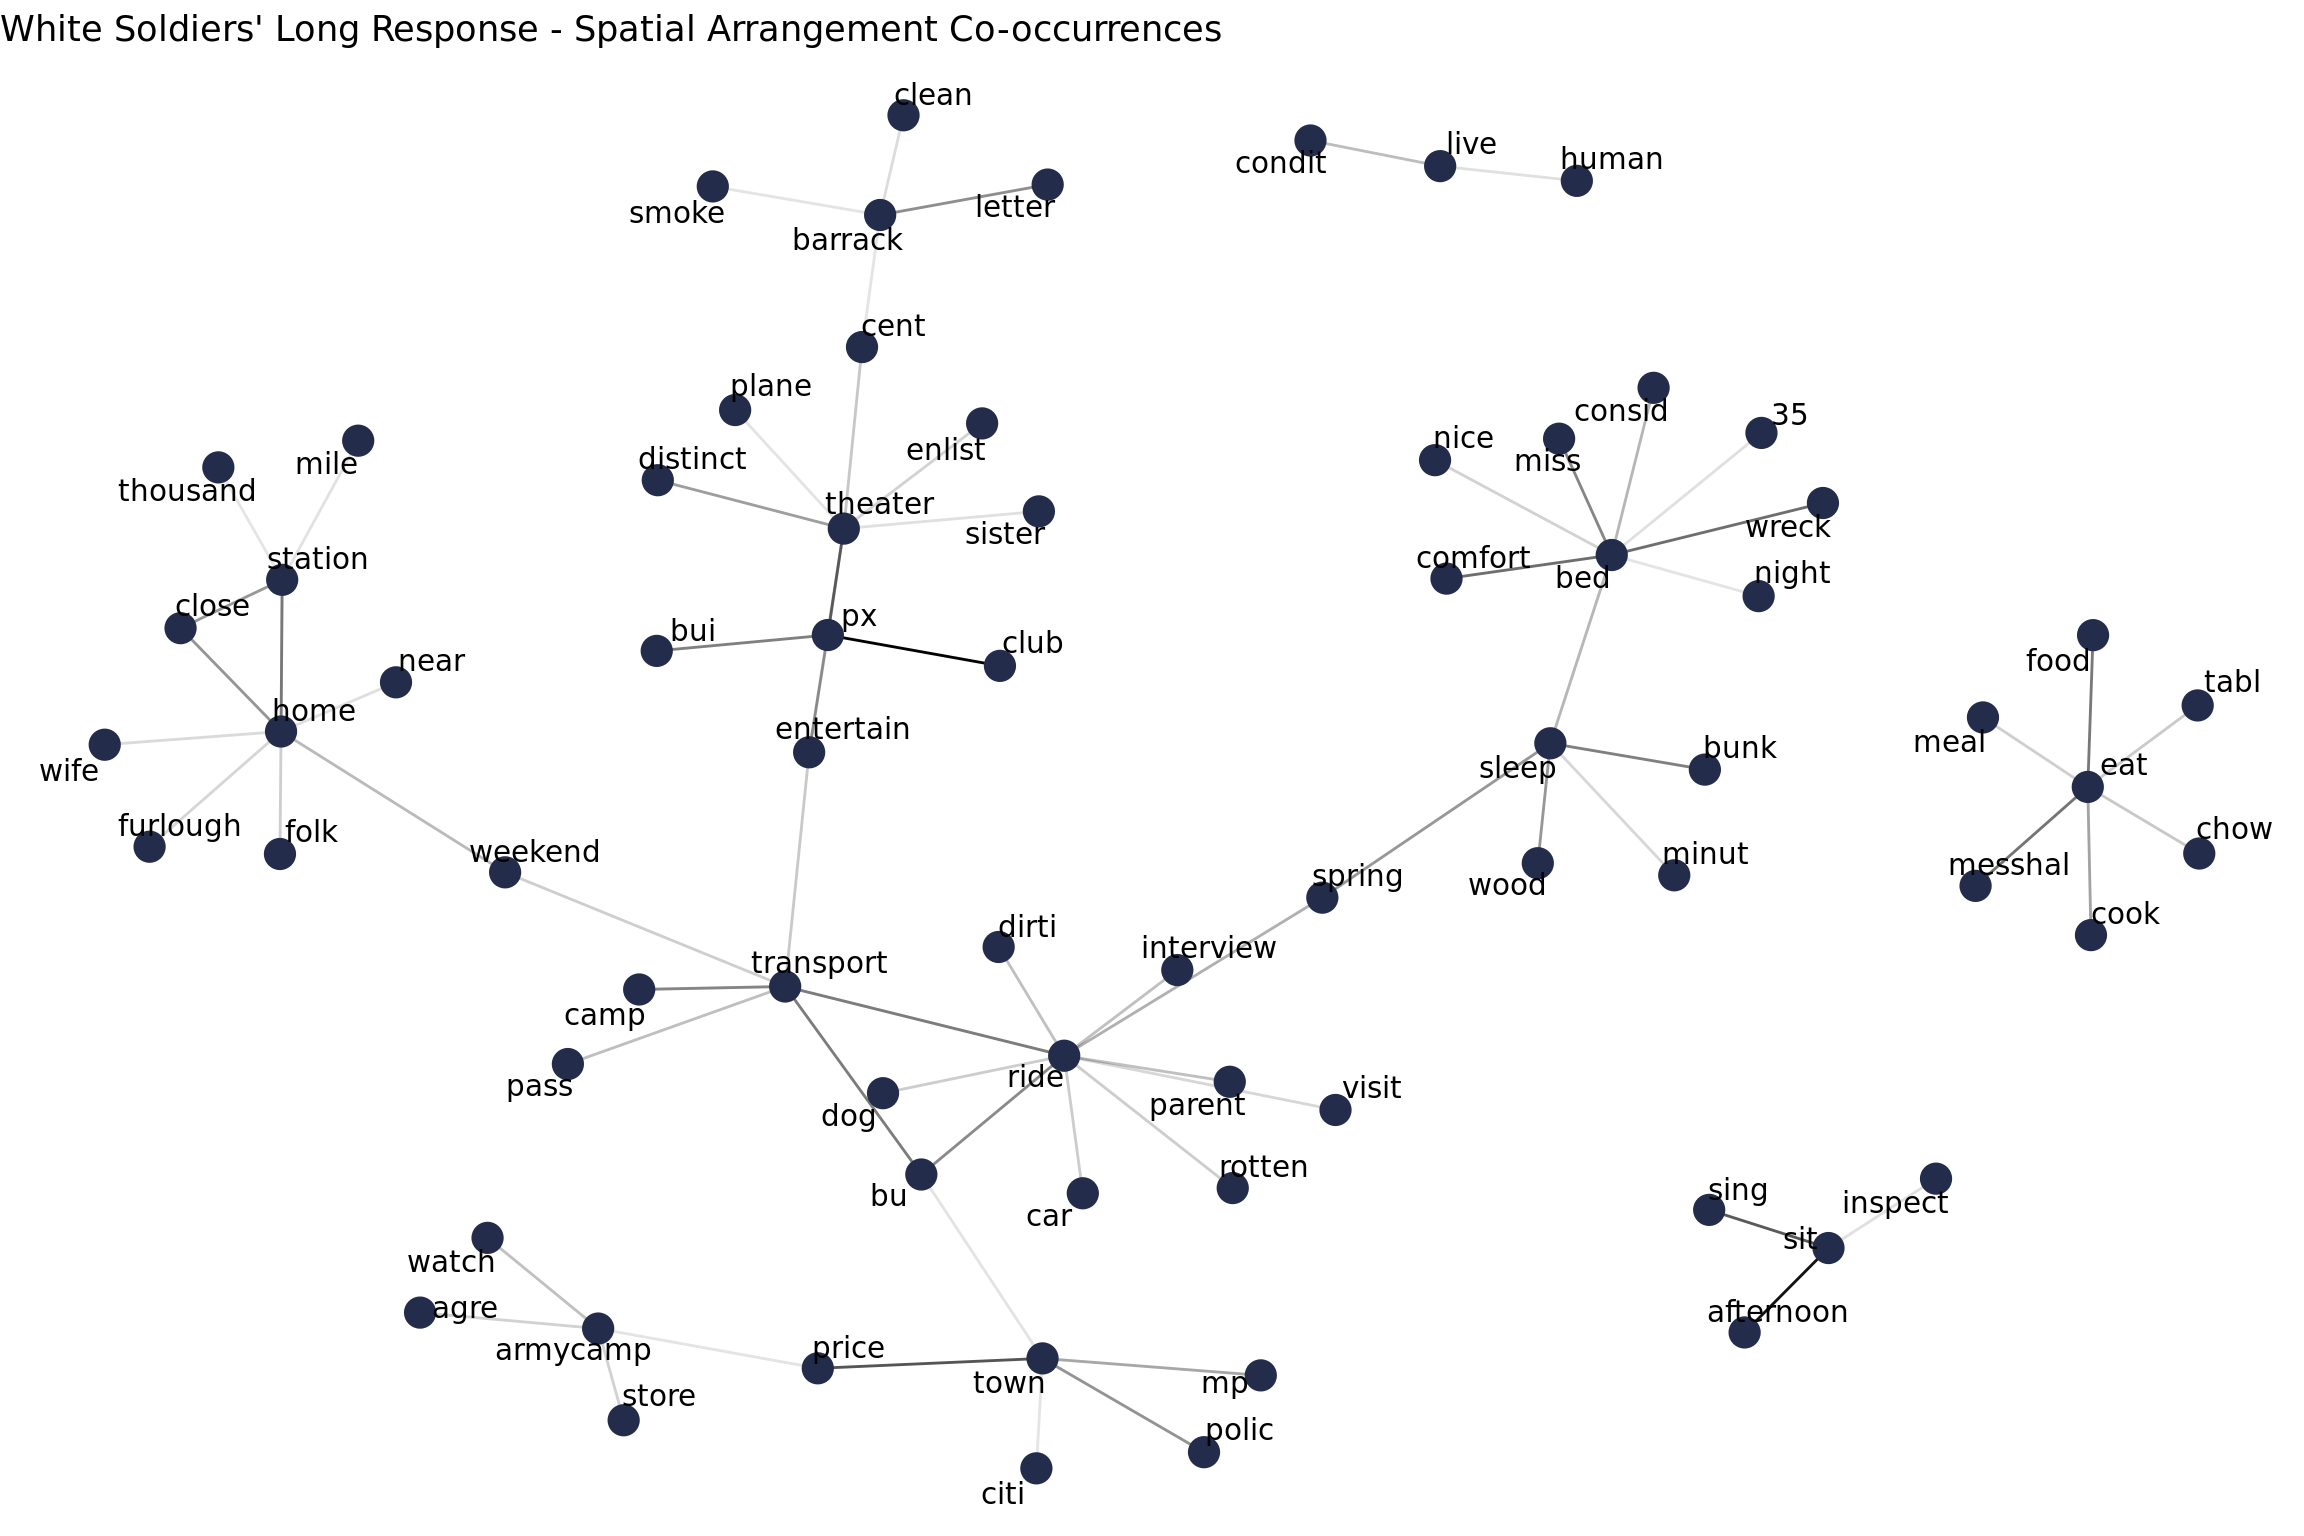 White Soldiers' Long Response - Spatial Arrangement Co-occurrences
clean
condit
live
human
smoke
letter
barrack
cent
plane
consid
35
nice
miss
enlist
distinct
mile
thousand
theater
sister
wreck
station
comfort
bed
night
close
px
bui
club
near
food
tabl
home
entertain
meal
wife
sleep
bunk
eat
furlough
folk
weekend
wood
minut
chow
messhal
spring
cook
dirti
interview
transport
camp
pass
ride
dog
parent
visit
rotten
bu
car
sing
inspect
sit
watch
agre
armycamp
afternoon
price
town
mp
store
polic
citi